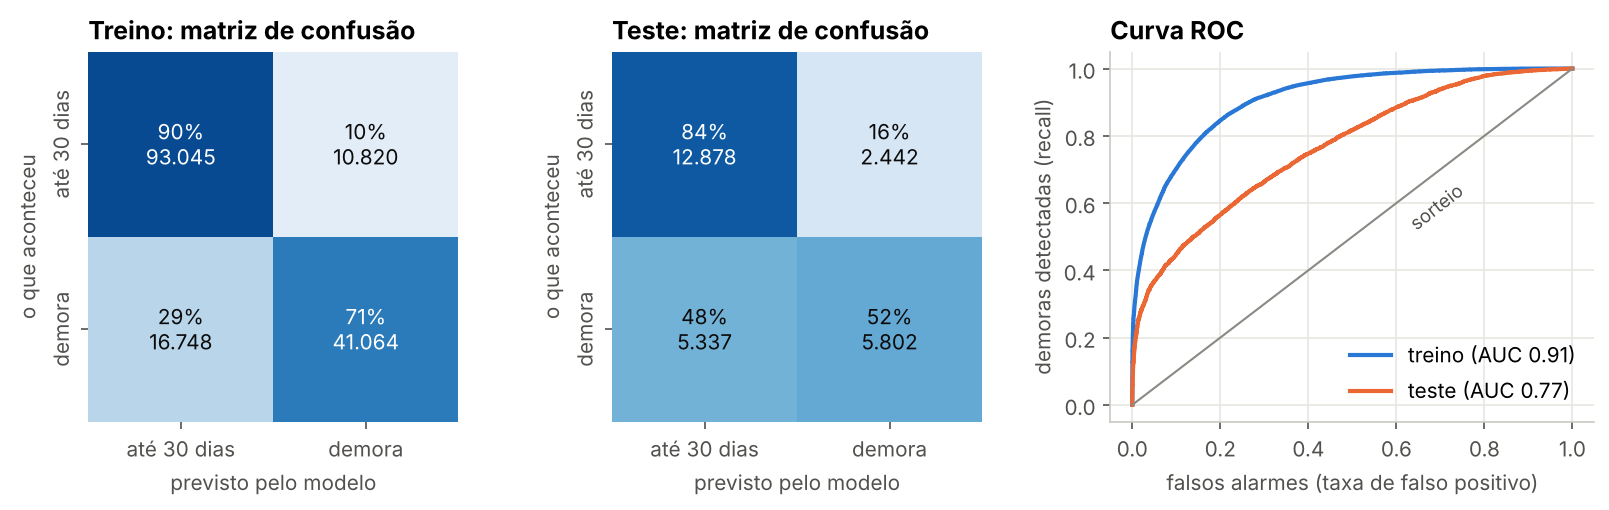 Treino: matriz de confusão
o que aconteceu
até 30 dias
demora
90%
93.045
10%
10.820
29%
16.748
71%
41.064
até 30 dias
demora
previsto pelo modelo
Teste: matriz de confusão
o que aconteceu
até 30 dias
demora
84%
12.878
16%
2.442
48%
5.337
52%
5.802
até 30 dias
demora
previsto pelo modelo
Curva ROC
demoras detectadas (recall)
1.0
0.8
0.6
0.4
0.2
0.0
sorteio
treino (AUC 0.91)
teste (AUC 0.77)
0.0
0.2
0.4
0.6
0.8
1.0
falsos alarmes (taxa de falso positivo)